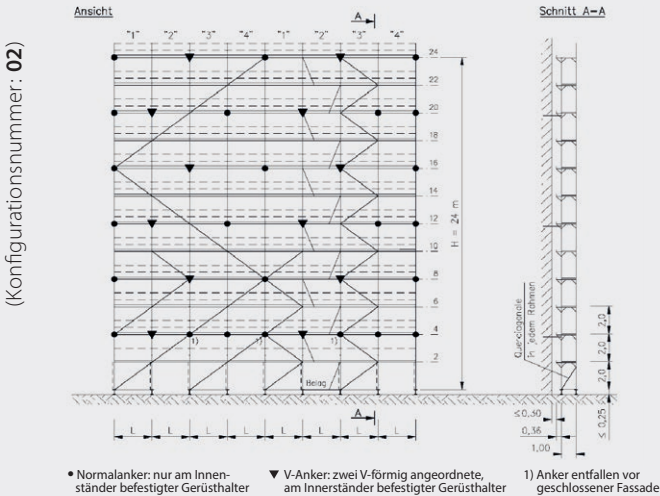 (Konfigurationsnummer: 02)
Ansicht
A
Schnitt A-A
"1" "2" "3" "4" "1" "2" "3" "4"
24
22
20
18
16
14
12
10
8
6
4
2
H = 24 m
1) 1) 1)
Belag
A
L L L L L L L L
Querdiagonale
in jedem Rahmen
2,0
2,0
2,0
≤ 0,25
≤ 0,30
0,36
1,00
• Normalanker: nur am Innen-
ständer befestigter Gerüsthalter
▼ V-Anker: zwei V-förmig angeordnete,
am Innerständer befestigter Gerüsthalter
1) Anker entfallen vor
geschlossener Fassade